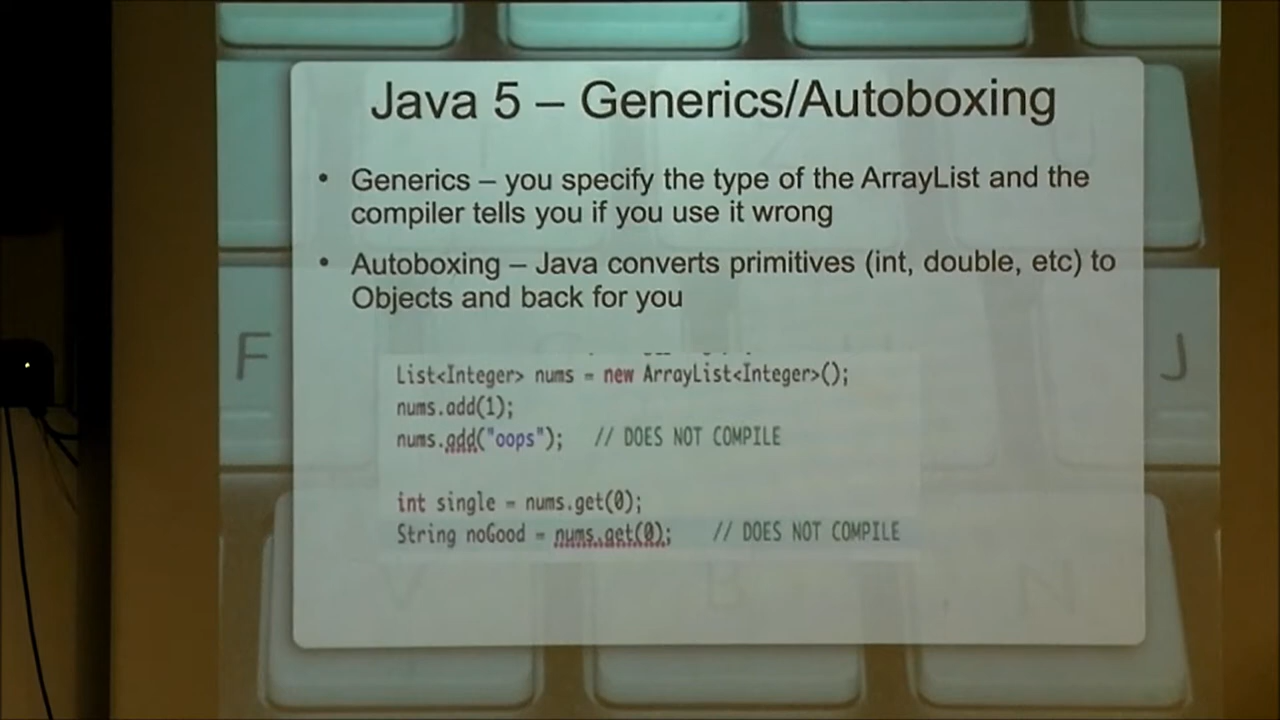 Java 5 – Generics/Autoboxing
• Generics – you specify the type of the ArrayList and the
compiler tells you if you use it wrong
• Autoboxing – Java converts primitives (int, double, etc) to
Objects and back for you
F
J
List<Integer> nums = new ArrayList<Integer>();
nums.add(1);
nums.add("oops"); // DOES NOT COMPILE
int single = nums.get(0);
String noGood = nums.get(0); // DOES NOT COMPILE
B
N